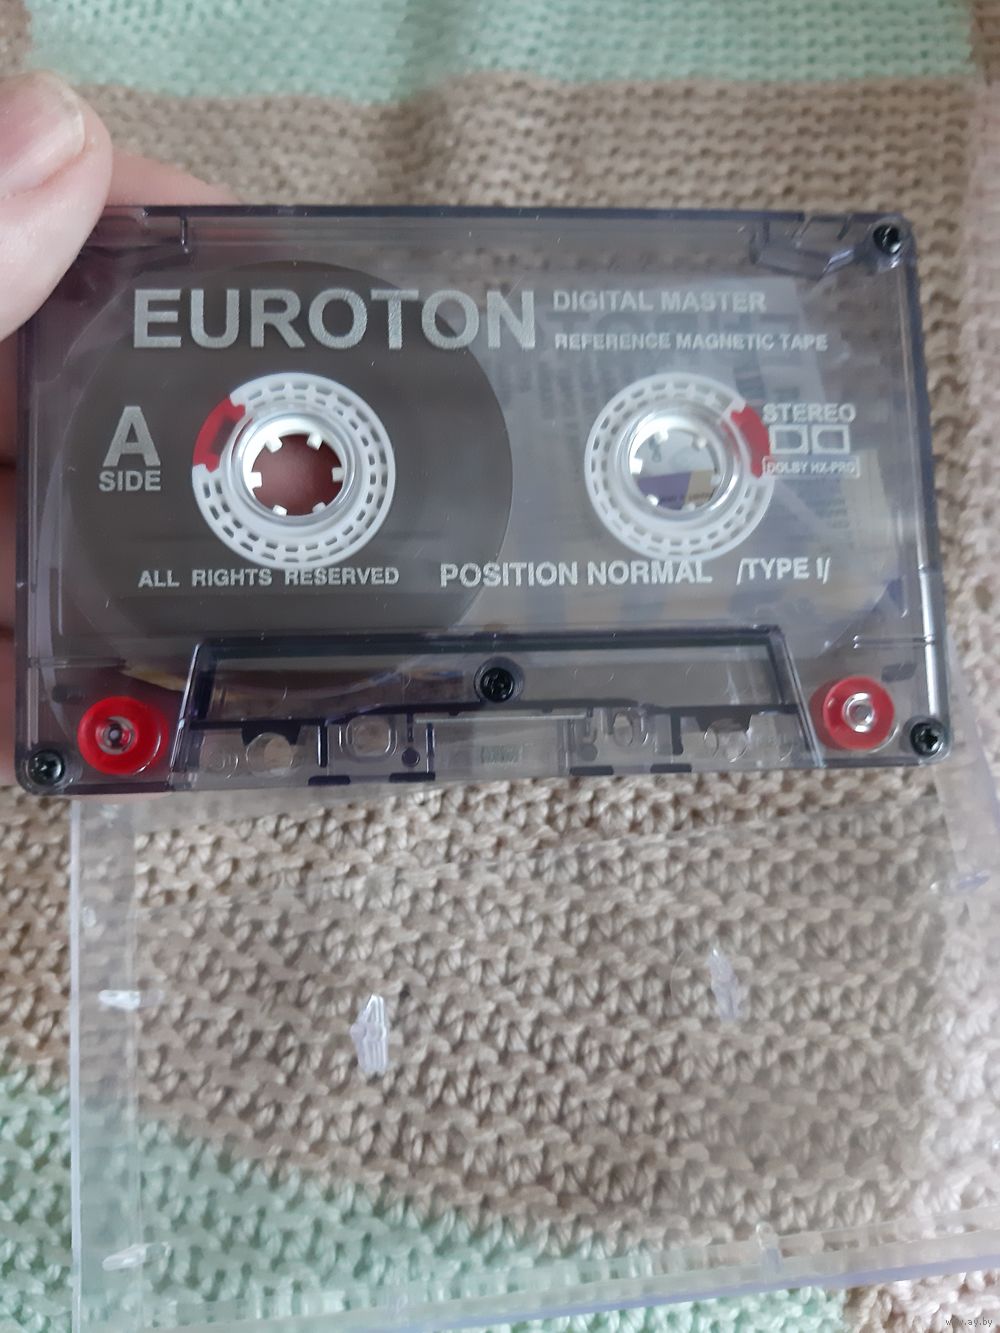 EUROTON
DIGITAL MASTER
REFERENCE MAGNETIC TAPE
A
SIDE
STEREO
DOLBY HX-PRO
ALL RIGHTS RESERVED
POSITION NORMAL /TYPE I/
www.ay.by